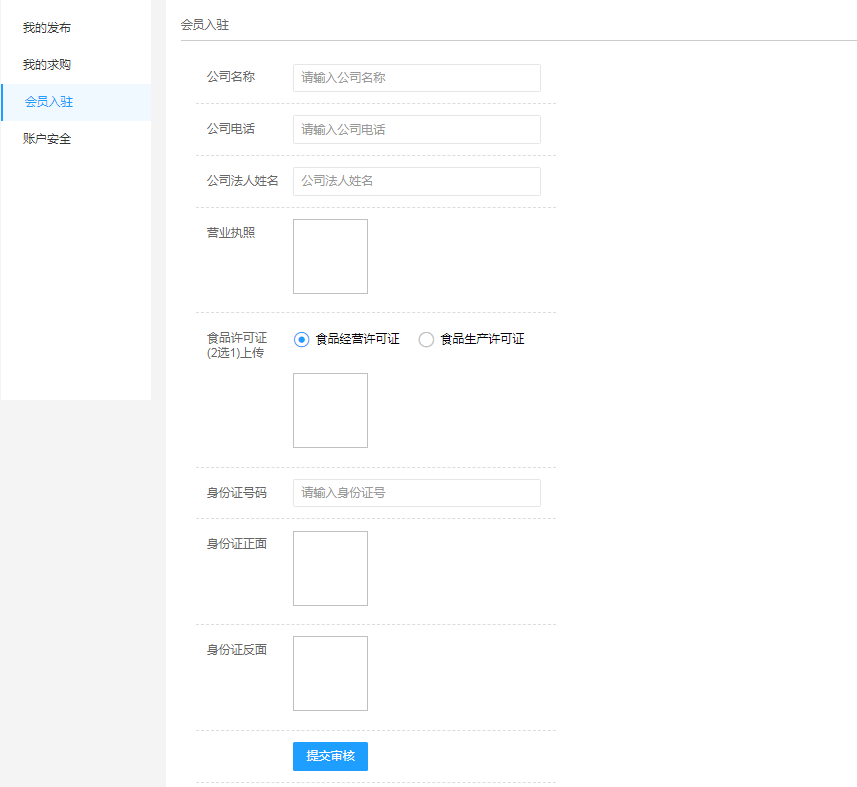 我的发布
我的求购
会员入驻
账户安全
会员入驻
公司名称 请输入公司名称
公司电话 请输入公司电话
公司法人姓名 公司法人姓名
营业执照
食品许可证 食品经营许可证 食品生产许可证
(2选1)上传
身份证号码 请输入身份证号
身份证正面
身份证反面
提交审核